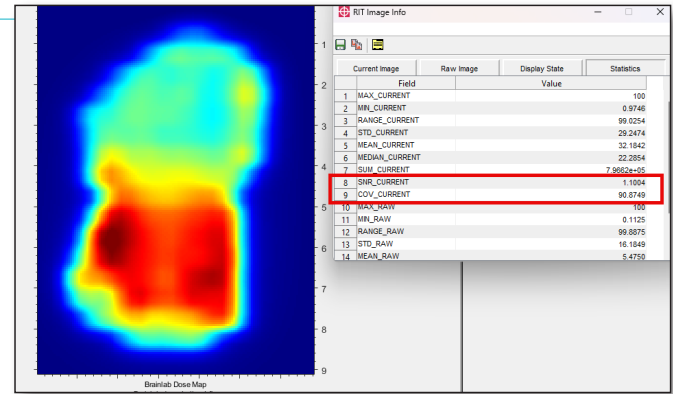 RIT Image Info
Current Image Raw Image Display State Statistics
Field Value
1 MAX_CURRENT 100
2 MIN_CURRENT 0.9746
3 RANGE_CURRENT 99.0254
4 STD_CURRENT 29.2474
5 MEAN_CURRENT 32.1842
6 MEDIAN_CURRENT 22.2854
7 SUM_CURRENT 7.9662e+05
8 SNR_CURRENT 1.1004
9 COV_CURRENT 90.8749
10 MAX_RAW 100
11 MIN_RAW 0.1125
12 RANGE_RAW 99.8875
13 STD_RAW 16.1849
14 MEAN_RAW 5.4750
1
2
3
4
5
6
7
8
9
Brainlab Dose Map